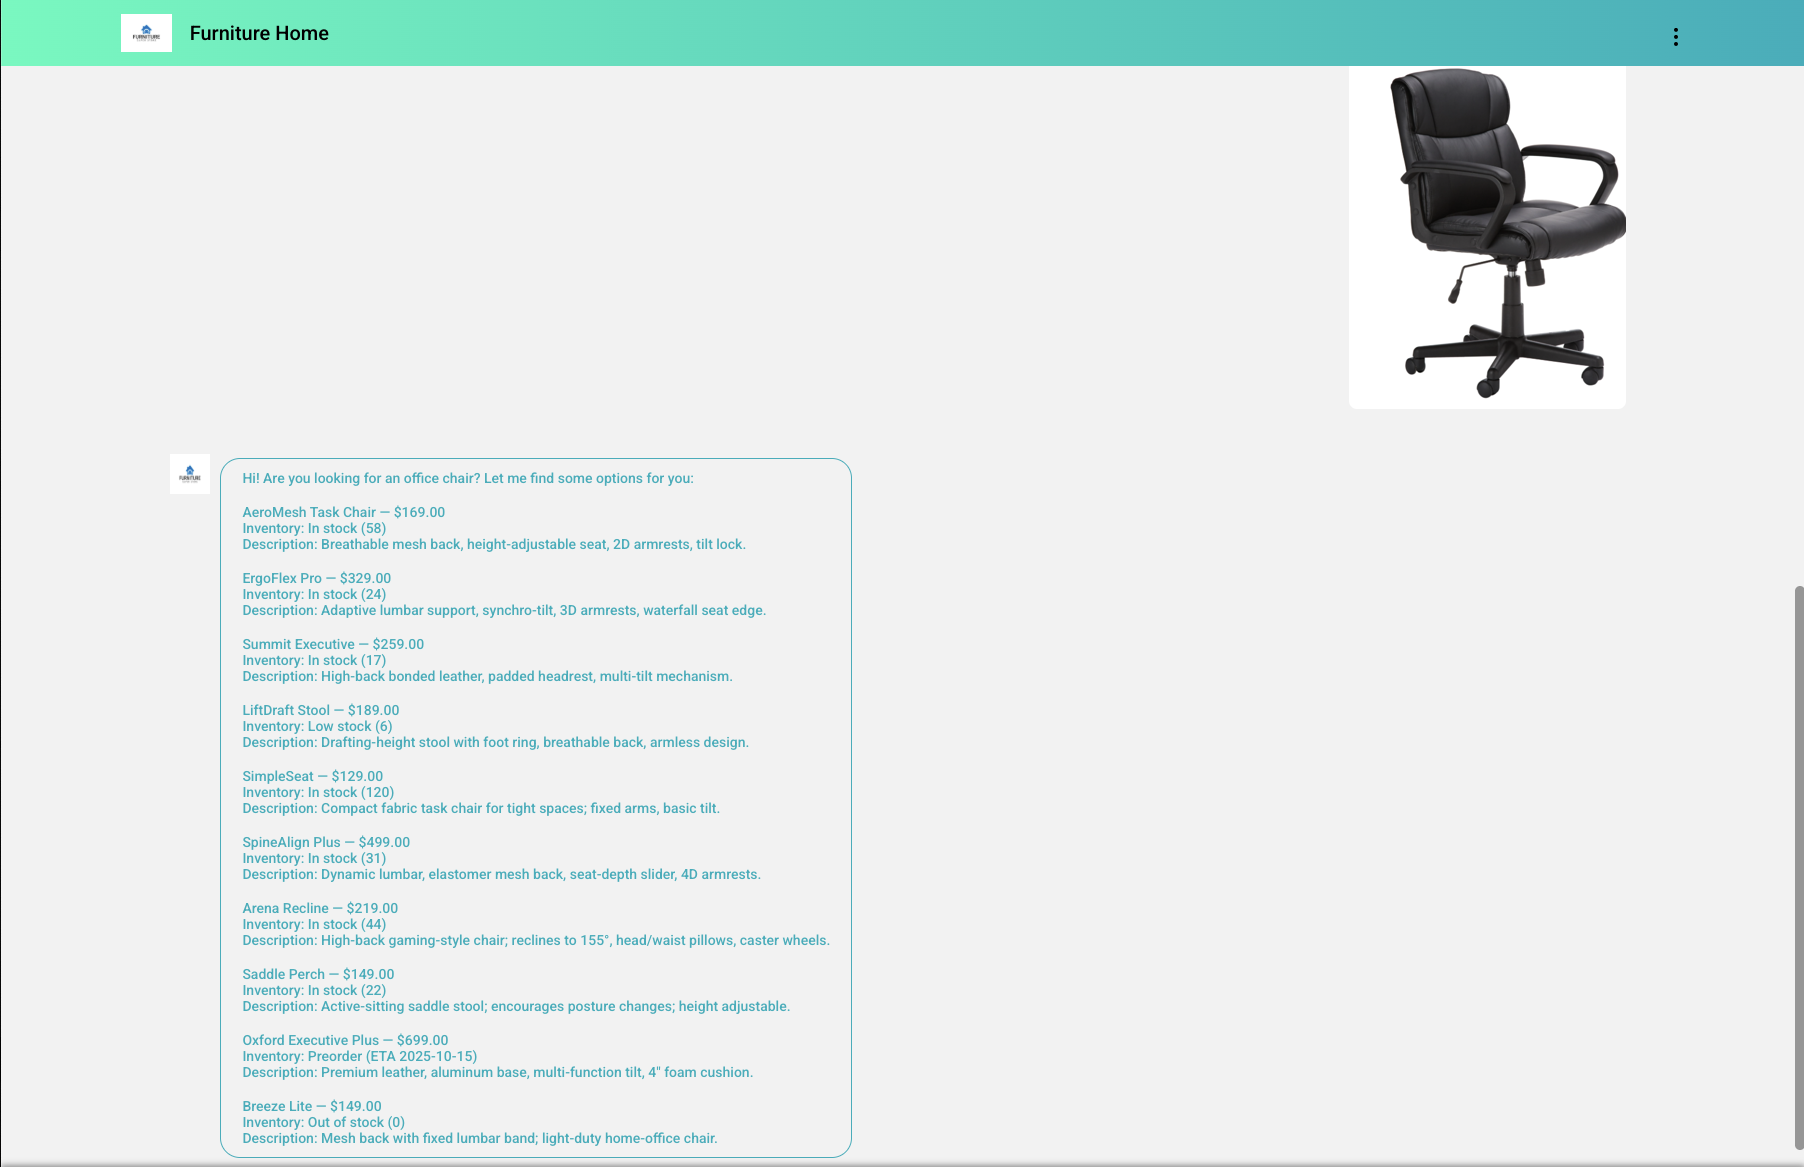 FURNITURE
Furniture Home
FURNITURE
Hi! Are you looking for an office chair? Let me find some options for you:
AeroMesh Task Chair — $169.00
Inventory: In stock (58)
Description: Breathable mesh back, height-adjustable seat, 2D armrests, tilt lock.
ErgoFlex Pro — $329.00
Inventory: In stock (24)
Description: Adaptive lumbar support, synchro-tilt, 3D armrests, waterfall seat edge.
Summit Executive — $259.00
Inventory: In stock (17)
Description: High-back bonded leather, padded headrest, multi-tilt mechanism.
LiftDraft Stool — $189.00
Inventory: Low stock (6)
Description: Drafting-height stool with foot ring, breathable back, armless design.
SimpleSeat — $129.00
Inventory: In stock (120)
Description: Compact fabric task chair for tight spaces; fixed arms, basic tilt.
SpineAlign Plus — $499.00
Inventory: In stock (31)
Description: Dynamic lumbar, elastomer mesh back, seat-depth slider, 4D armrests.
Arena Recline — $219.00
Inventory: In stock (44)
Description: High-back gaming-style chair; reclines to 155°, head/waist pillows, caster wheels.
Saddle Perch — $149.00
Inventory: In stock (22)
Description: Active-sitting saddle stool; encourages posture changes; height adjustable.
Oxford Executive Plus — $699.00
Inventory: Preorder (ETA 2025-10-15)
Description: Premium leather, aluminum base, multi-function tilt, 4" foam cushion.
Breeze Lite — $149.00
Inventory: Out of stock (0)
Description: Mesh back with fixed lumbar band; light-duty home-office chair.